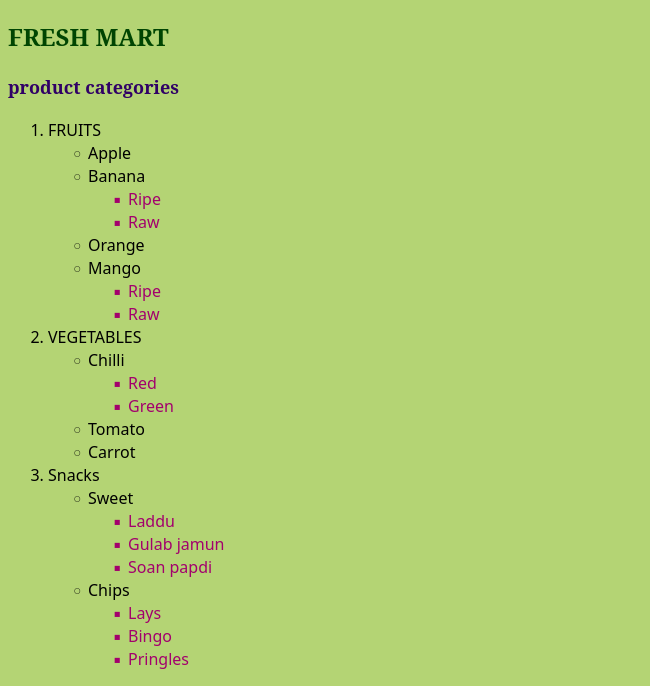 FRESH MART
product categories
1. FRUITS
○ Apple
○ Banana
▪ Ripe
▪ Raw
○ Orange
○ Mango
▪ Ripe
▪ Raw
2. VEGETABLES
○ Chilli
▪ Red
▪ Green
○ Tomato
○ Carrot
3. Snacks
○ Sweet
▪ Laddu
▪ Gulab jamun
▪ Soan papdi
○ Chips
▪ Lays
▪ Bingo
▪ Pringles